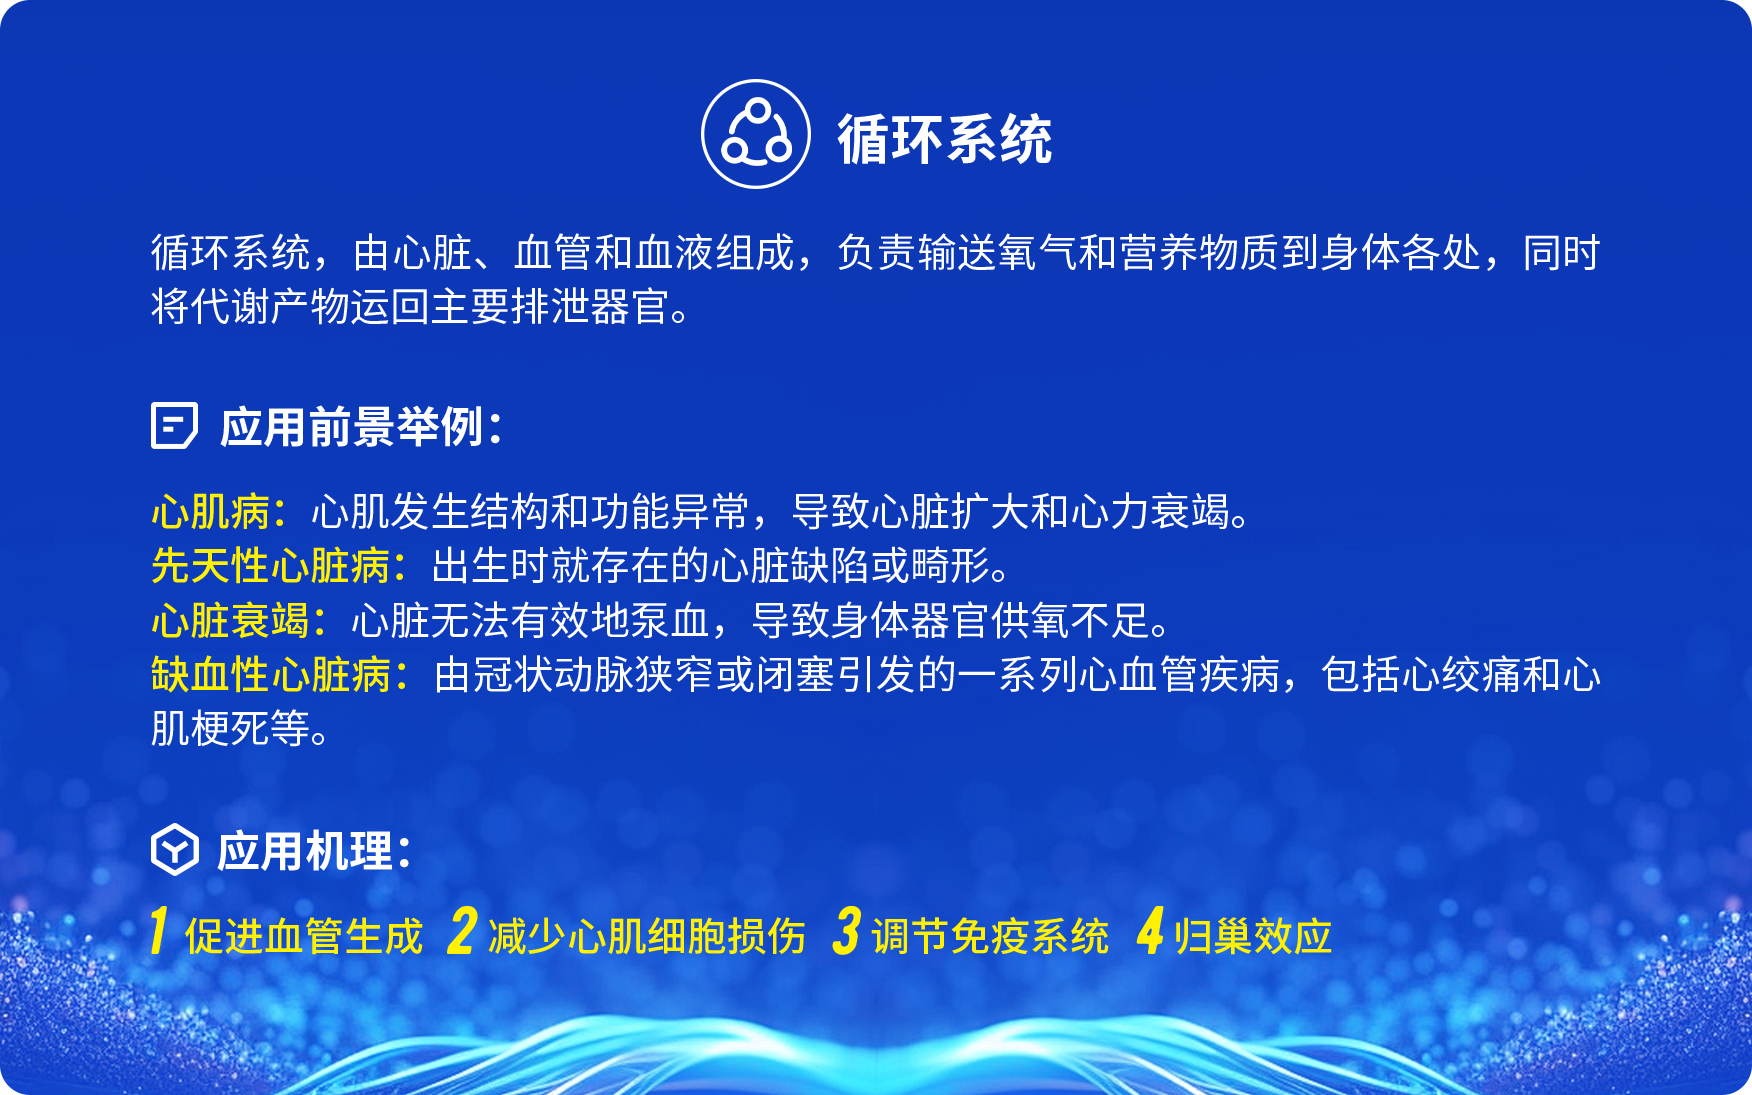 循环系统
循环系统，由心脏、血管和血液组成，负责输送氧气和营养物质到身体各处，同时
将代谢产物运回主要排泄器官。
应用前景举例：
心肌病：心肌发生结构和功能异常，导致心脏扩大和心力衰竭。
先天性心脏病：出生时就存在的心脏缺陷或畸形。
心脏衰竭：心脏无法有效地泵血，导致身体器官供氧不足。
缺血性心脏病：由冠状动脉狭窄或闭塞引发的一系列心血管疾病，包括心绞痛和心
肌梗死等。
应用机理：
1 促进血管生成 2 减少心肌细胞损伤 3 调节免疫系统 4 归巢效应